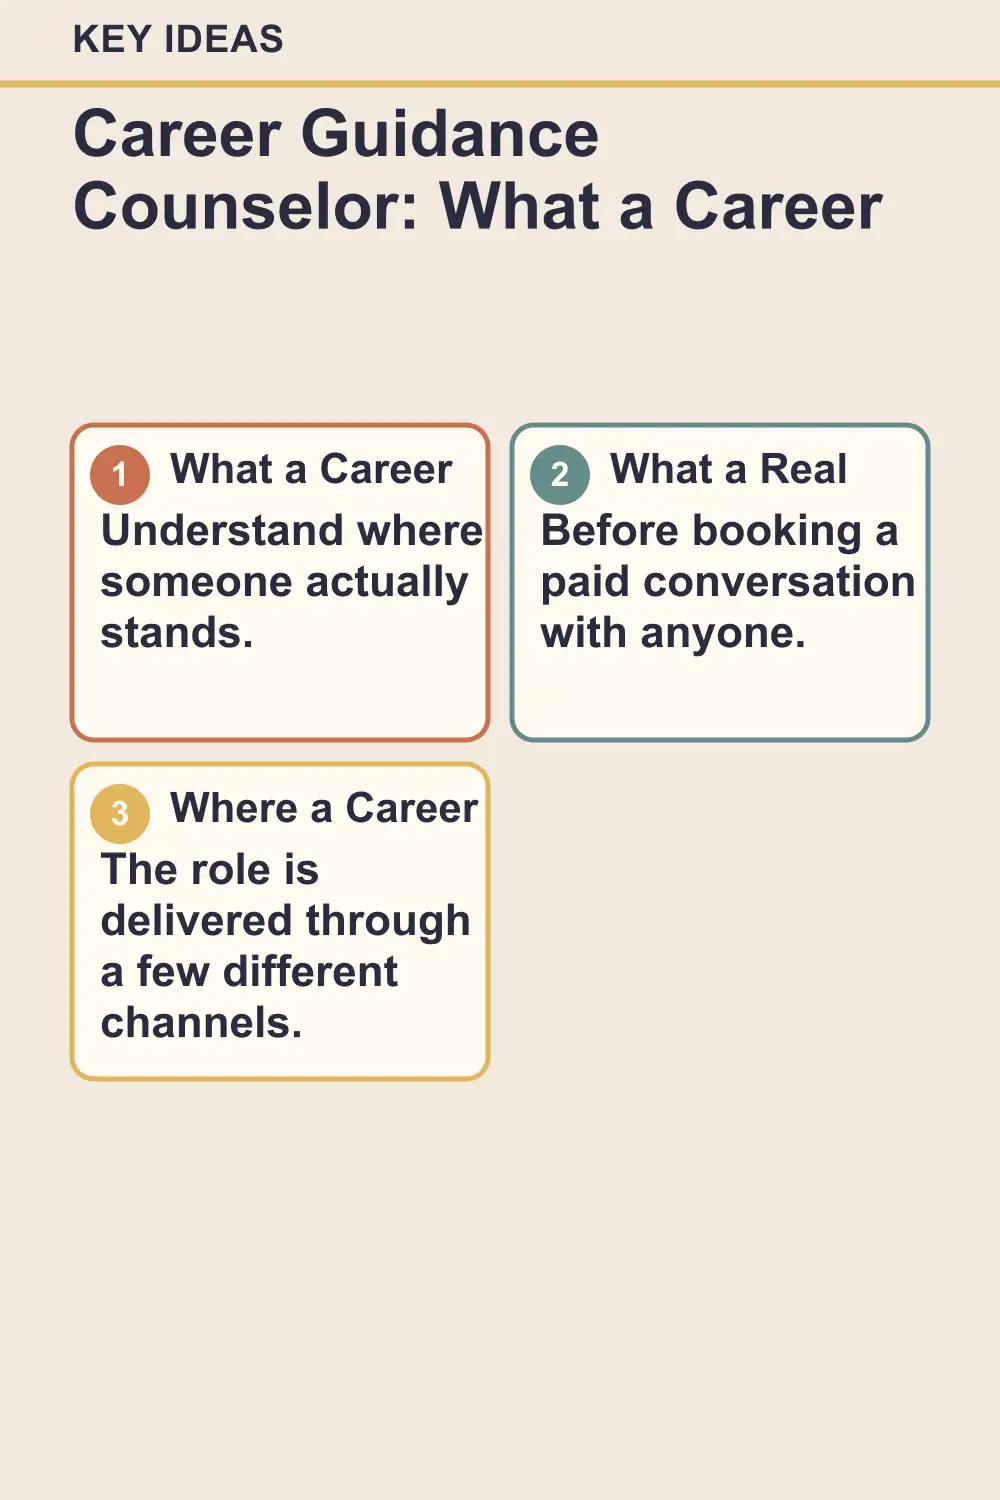 KEY IDEAS
Career Guidance
Counselor: What a Career
1 What a Career
Understand where
someone actually
stands.
2 What a Real
Before booking a
paid conversation
with anyone.
3 Where a Career
The role is
delivered through
a few different
channels.